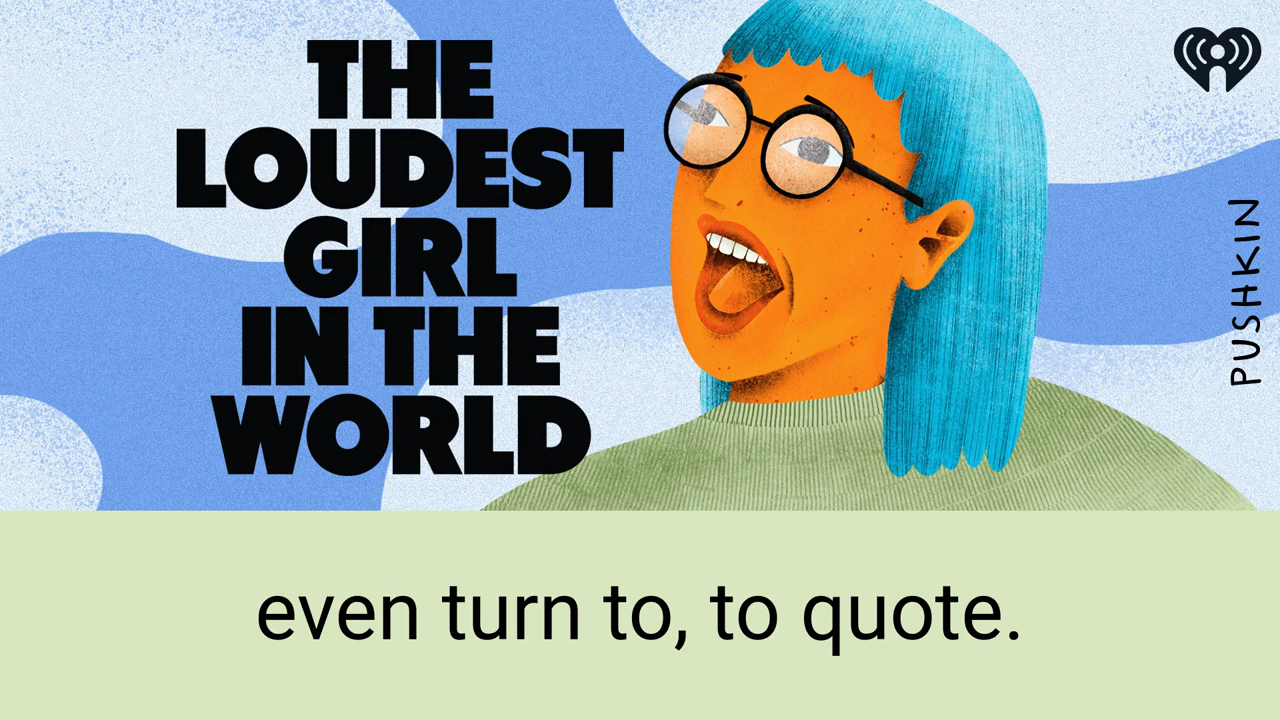 THE
LOUDEST
GIRL
IN THE
WORLD
PUSHKIN
even turn to, to quote.